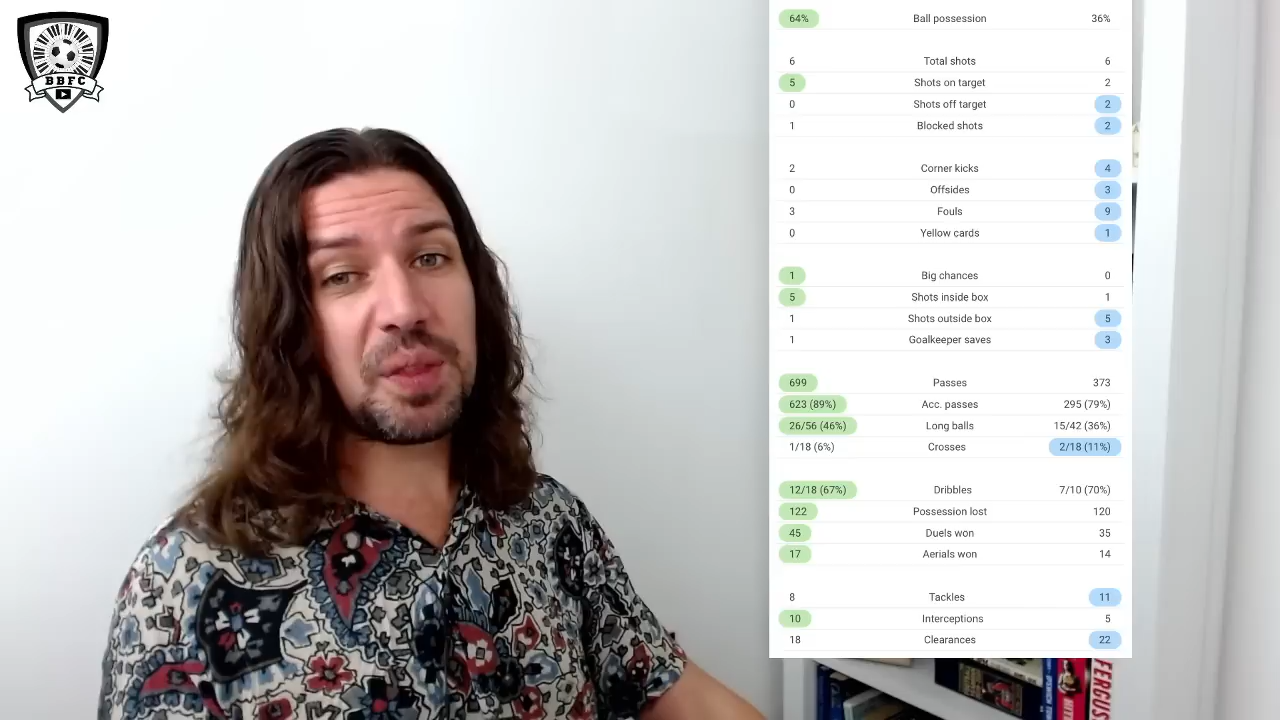 BBFC
64% Ball possession 36%
6 Total shots 6
5 Shots on target 2
0 Shots off target 2
1 Blocked shots 2
2 Corner kicks 4
0 Offsides 3
3 Fouls 9
0 Yellow cards 1
1 Big chances 0
5 Shots inside box 1
1 Shots outside box 5
1 Goalkeeper saves 3
699 Passes 373
623 (89%) Acc. passes 295 (79%)
26/56 (46%) Long balls 15/42 (36%)
1/18 (6%) Crosses 2/18 (11%)
12/18 (67%) Dribbles 7/10 (70%)
122 Possession lost 120
45 Duels won 35
17 Aerials won 14
8 Tackles 11
10 Interceptions 5
18 Clearances 22
FERGUS